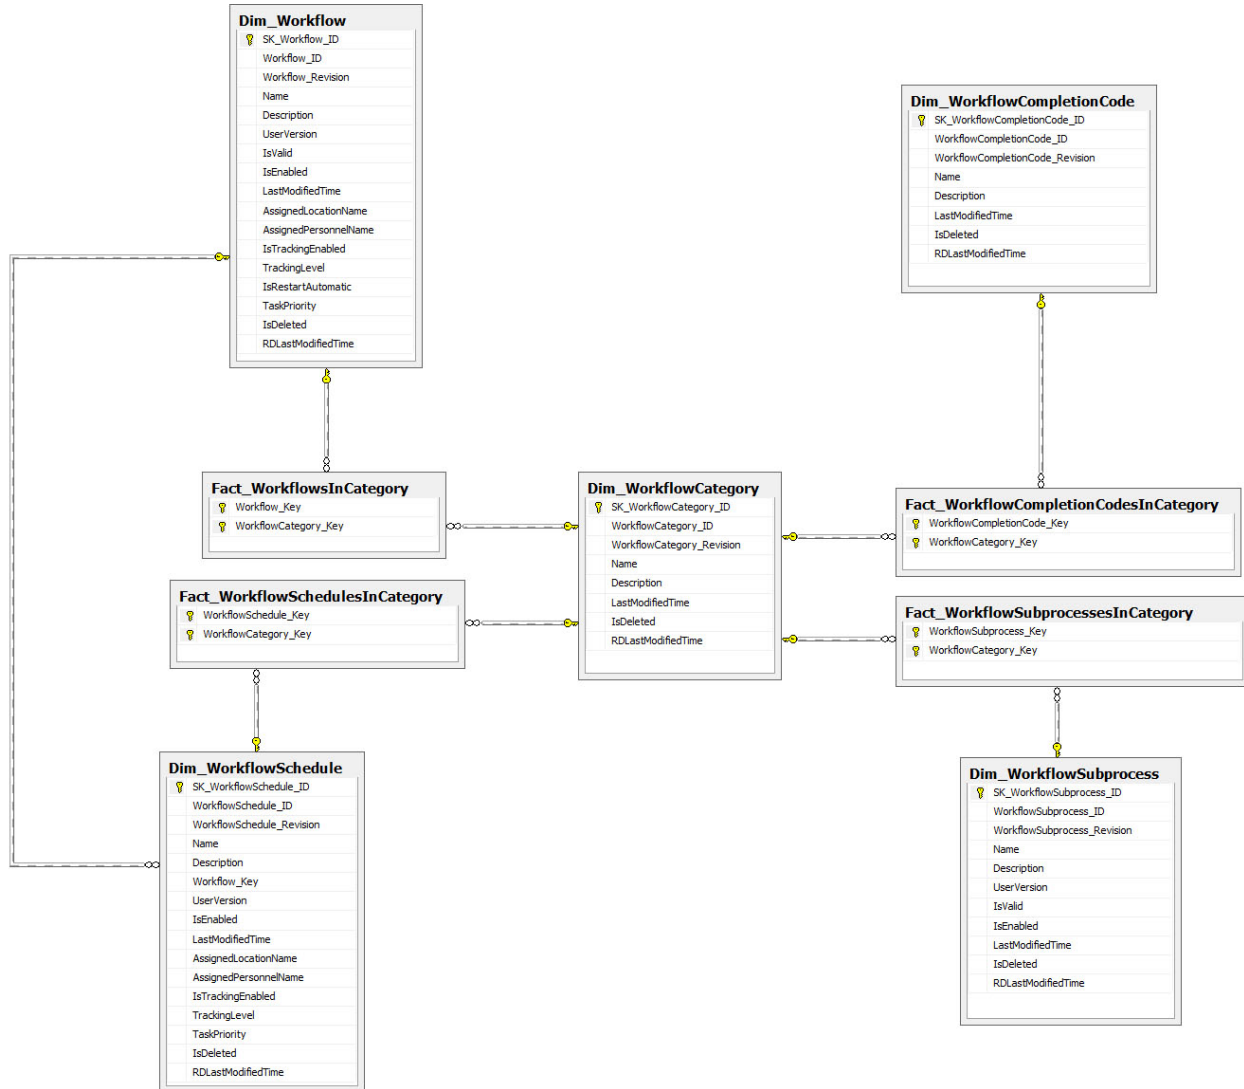 Dim_Workflow
SK_Workflow_ID
Workflow_ID
Workflow_Revision
Name
Description
UserVersion
IsValid
IsEnabled
LastModifiedTime
AssignedLocationName
AssignedPersonnelName
IsTrackingEnabled
TrackingLevel
IsRestartAutomatic
TaskPriority
IsDeleted
RDLastModifiedTime
Dim_WorkflowCompletionCode
SK_WorkflowCompletionCode_ID
WorkflowCompletionCode_ID
WorkflowCompletionCode_Revision
Name
Description
LastModifiedTime
IsDeleted
RDLastModifiedTime
Fact_WorkflowsInCategory
Workflow_Key
WorkflowCategory_Key
Dim_WorkflowCategory
SK_WorkflowCategory_ID
WorkflowCategory_ID
WorkflowCategory_Revision
Name
Description
LastModifiedTime
IsDeleted
RDLastModifiedTime
Fact_WorkflowCompletionCodesInCategory
WorkflowCompletionCode_Key
WorkflowCategory_Key
Fact_WorkflowSchedulesInCategory
WorkflowSchedule_Key
WorkflowCategory_Key
Fact_WorkflowSubprocessesInCategory
WorkflowSubprocess_Key
WorkflowCategory_Key
Dim_WorkflowSchedule
SK_WorkflowSchedule_ID
WorkflowSchedule_ID
WorkflowSchedule_Revision
Name
Description
Workflow_Key
UserVersion
IsEnabled
LastModifiedTime
AssignedLocationName
AssignedPersonnelName
IsTrackingEnabled
TrackingLevel
TaskPriority
IsDeleted
RDLastModifiedTime
Dim_WorkflowSubprocess
SK_WorkflowSubprocess_ID
WorkflowSubprocess_ID
WorkflowSubprocess_Revision
Name
Description
UserVersion
IsValid
IsEnabled
LastModifiedTime
IsDeleted
RDLastModifiedTime